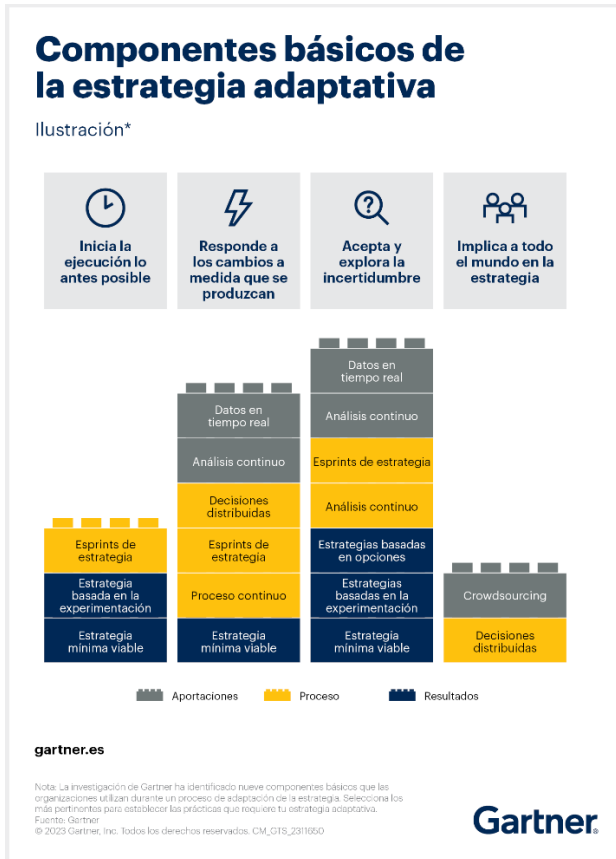 Componentes básicos de
la estrategia adaptativa
Ilustración*
Inicia la
ejecución lo
antes posible
Responde a
los cambios a
medida que se
produzcan
Acepta y
explora la
incertidumbre
Implica a todo
el mundo en la
estrategia
Esprints de
estrategia
Estrategia
basada en la
experimentación
Estrategia
mínima viable
Datos en
tiempo real
Análisis continuo
Decisiones
distribuidas
Esprints de
estrategia
Proceso continuo
Estrategia
mínima viable
Datos en
tiempo real
Análisis continuo
Esprints de estrategia
Análisis continuo
Estrategias basadas
en opciones
Estrategias
basadas en la
experimentación
Estrategia
mínima viable
Crowdsourcing
Decisiones
distribuidas
Aportaciones
Proceso
Resultados
gartner.es
Nota: La investigación de Gartner ha identificado nueve componentes básicos que las
organizaciones utilizan durante un proceso de adaptación de la estrategia. Selecciona los
más pertinentes para establecer las prácticas que requiere tu estrategia adaptativa.
Fuente: Gartner
© 2023 Gartner, Inc. Todos los derechos reservados. CM_GTS_2311650
Gartner®